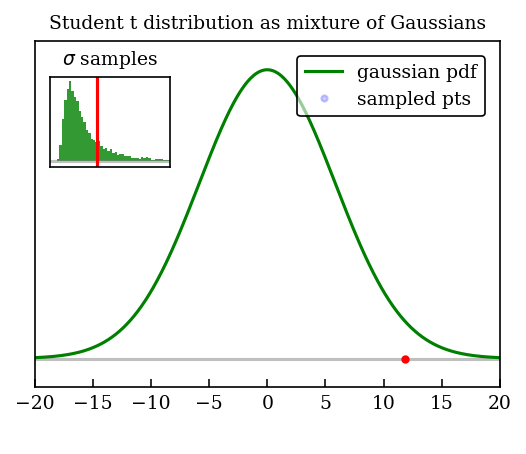 Student t distribution as mixture of Gaussians
σ samples
gaussian pdf
sampled pts
−20 −15 −10 −5 0 5 10 15 20